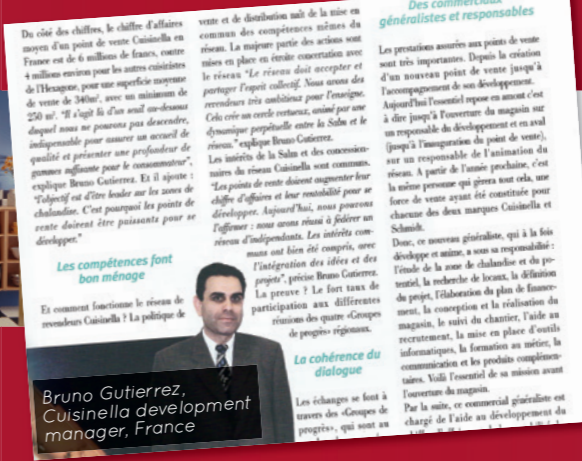 Du côté des chiffres, le chiffre d'affaires
moyen d'un point de vente Cuisinella en
France est de 6 millions de francs, contre
4 millions environ pour les autres cuisinistes
de l'Hexagone, pour une superficie moyenne
de vente de 340m², avec un minimum de
250 m². "Il s'agit là d'un seuil au-dessous
duquel nous ne pouvons pas descendre,
indispensable pour assurer un accueil de
qualité et présenter une profondeur de
gammes suffisante pour le consommateur",
explique Bruno Gutierrez. Et il ajoute :
"l'objectif est d'être leader sur les zones de
chalandise. C'est pourquoi les points de
vente doivent être puissants pour se
développer."
Les compétences font
bon ménage
Et comment fonctionne le réseau de
revendeurs Cuisinella ? La politique de
vente et de distribution naît de la mise en
commun des compétences mêmes du
réseau. La majeure partie des actions sont
mises en place en étroite concertation avec
le réseau "Le réseau doit accepter et
partager l'esprit collectif. Nous avons des
revendeurs très ambitieux pour l'enseigne.
Cela crée un cercle vertueux, animé par une
dynamique perpétuelle entre la Salm et le
réseau." explique Bruno Gutierrez.
Les intérêts de la Salm et des concession-
naires du réseau Cuisinella sont communs.
"Les points de vente doivent augmenter leur
chiffre d'affaires et leur rentabilité pour se
développer. Aujourd'hui, nous pouvons
l'affirmer : nous avons réussi à fédérer un
réseau d'indépendants. Les intérêts com-
muns ont bien été compris, avec
l'intégration des idées et des
projets", précise Bruno Gutierrez.
La preuve ? Le fort taux de
participation aux différentes
réunions des quatre «Groupes
de progrès» régionaux.
La cohérence du
dialogue
Les échanges se font à
travers des «Groupes de
progrès», qui sont au
Des commerciaux
généralistes et responsables
Les prestations assurées aux points de vente
sont très importantes. Depuis la création
d'un nouveau point de vente jusqu'à
l'accompagnement de son développement.
Aujourd'hui l'essentiel repose en amont c'est
à dire jusqu'à l'ouverture du magasin sur
un responsable du développement et en aval
(jusqu'à l'inauguration du point de vente),
sur un responsable de l'animation du
réseau. A partir de l'année prochaine, c'est
la même personne qui gèrera tout cela, une
force de vente ayant été constituée pour
chacune des deux marques Cuisinella et
Schmidt.
Donc, ce nouveau généraliste, qui à la fois
développe et anime, a sous sa responsabilité :
l'étude de la zone de chalandise et du po-
tentiel, la recherche de locaux, la définition
du projet, l'élaboration du plan de finance-
ment, la conception et la réalisation du
magasin, le suivi du chantier, l'aide au
recrutement, la mise en place d'outils
informatiques, la formation au métier, la
communication et les produits complémen-
taires. Voilà l'essentiel de sa mission avant
l'ouverture du magasin.
Par la suite, ce commercial généraliste est
chargé de l'aide au développement du
Bruno Gutierrez,
Cuisinella development
manager, France